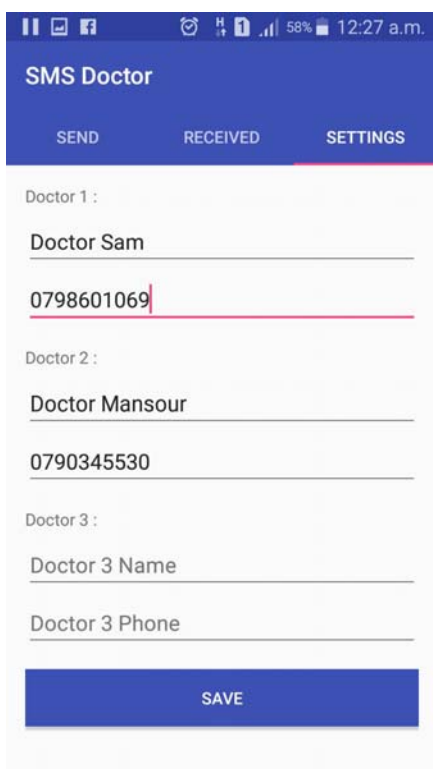 58% 12:27 a.m.
SMS Doctor
SEND RECEIVED SETTINGS
Doctor 1 :
Doctor Sam
0798601069
Doctor 2 :
Doctor Mansour
0790345530
Doctor 3 :
Doctor 3 Name
Doctor 3 Phone
SAVE